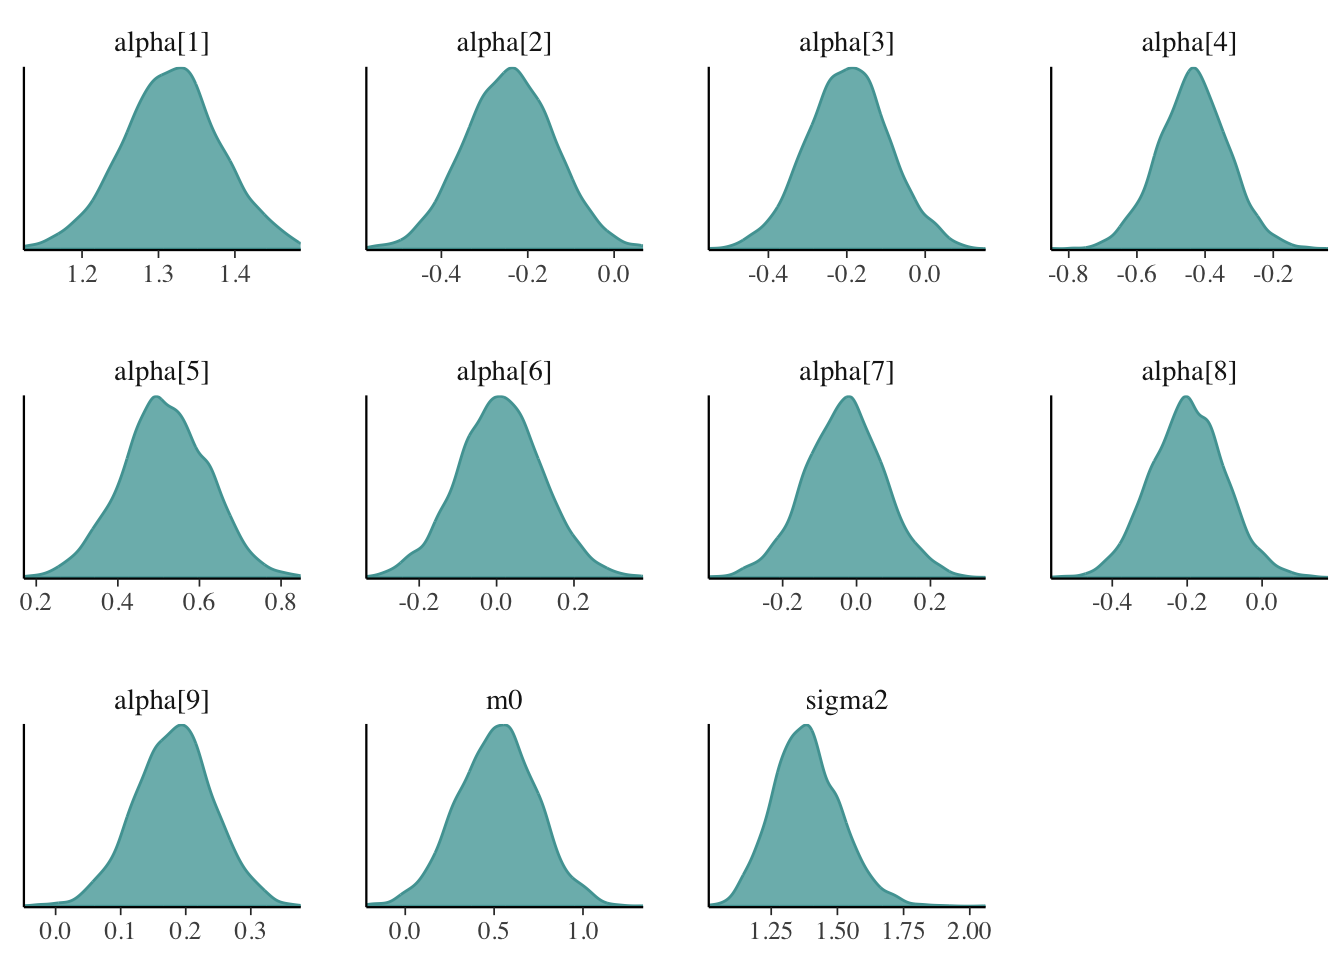 alpha[1] alpha[2] alpha[3] alpha[4]
1.2 1.3 1.4 -0.4 -0.2 0.0 -0.4 -0.2 0.0 -0.8 -0.6 -0.4 -0.2
alpha[5] alpha[6] alpha[7] alpha[8]
0.2 0.4 0.6 0.8 -0.2 0.0 0.2 -0.2 0.0 0.2 -0.4 -0.2 0.0
alpha[9] m0 sigma2
0.0 0.1 0.2 0.3 0.0 0.5 1.0 1.25 1.50 1.75 2.00